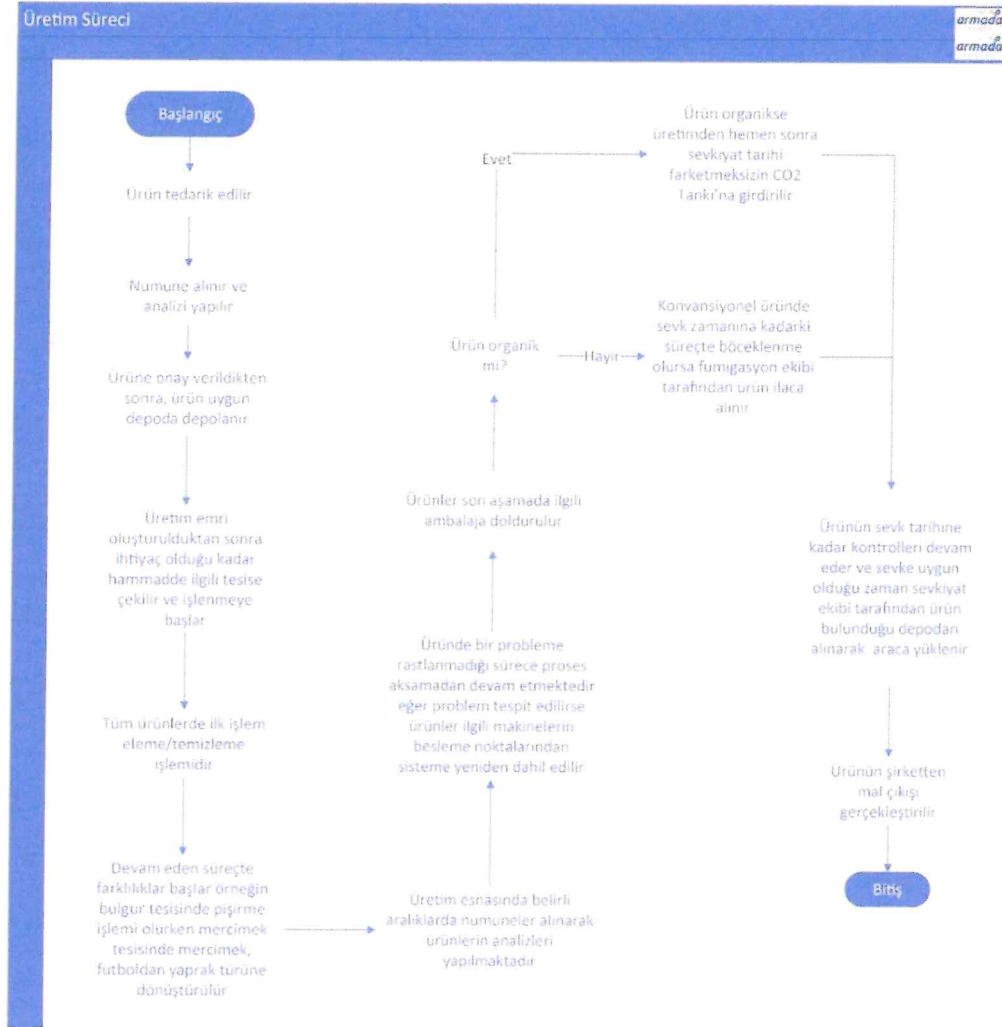 Üretim Süreci
armada
armada
Başlangıç
Ürün tedarik edilir
Numune alınır ve
analizi yapılır
Ürüne onay verildikten
sonra, ürün uygun
depoda depolanır
Üretim emri
oluşturulduktan sonra
ihtiyaç olduğu kadar
hammadde ilgili tesise
çekilir ve işlenmeye
başlar
Tüm ürünlerde ilk işlem
eleme/temizleme
işlemidir
Devam eden süreçte
farklılıklar başlar örneğin
bulgur tesisinde pişirme
işlemi olurken mercimek
tesisinde mercimek,
futboldan yaprak türüne
dönüştürülür
Üretim esnasında belirli
aralıklarda numuneler alınarak
ürünlerin analizleri
yapılmaktadır
Üründe bir probleme
rastlanmadığı sürece proses
aksamadan devam etmektedir
eğer problem tespit edilirse
ürünler ilgili makinelerin
besleme noktalarından
sisteme yeniden dahil edilir
Ürünler son aşamada ilgili
ambalaja doldurulur
Ürün organik
mi?
Evet
Ürün organikse
üretimden hemen sonra
sevkiyat tarihi
farketmeksizin CO2
Tankı'na girdirilir
Hayır
Konvansiyonel üründe
sevk zamanına kadarki
süreçte böceklenme
olursa fumigasyon ekibi
tarafından ürün ilaca
alınır
Ürünün sevk tarihine
kadar kontrolleri devam
eder ve sevke uygun
olduğu zaman sevkiyat
ekibi tarafından ürün
bulunduğu depodan
alınarak araca yüklenir
Ürünün şirketten
mal çıkışı
gerçekleştirilir
Bitiş